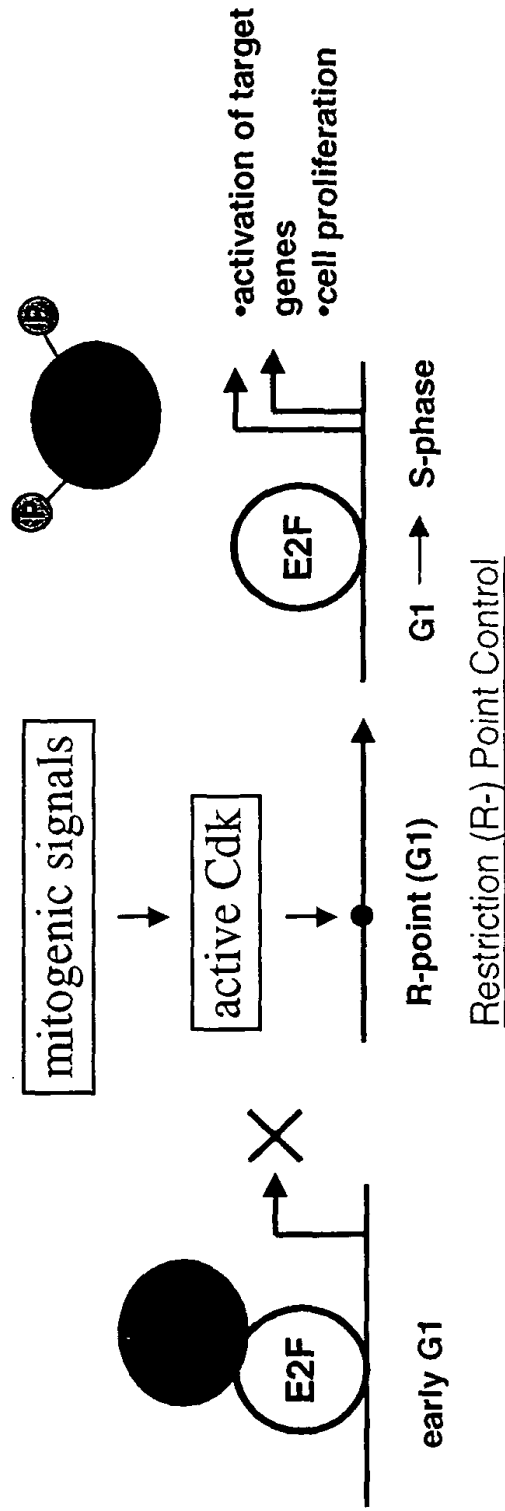 mitogenic signals
active Cdk
E2F
early G1
R-point (G1)
P
P
E2F
•activation of target
genes
•cell proliferation
G1 → S-phase
Restriction (R-) Point Control